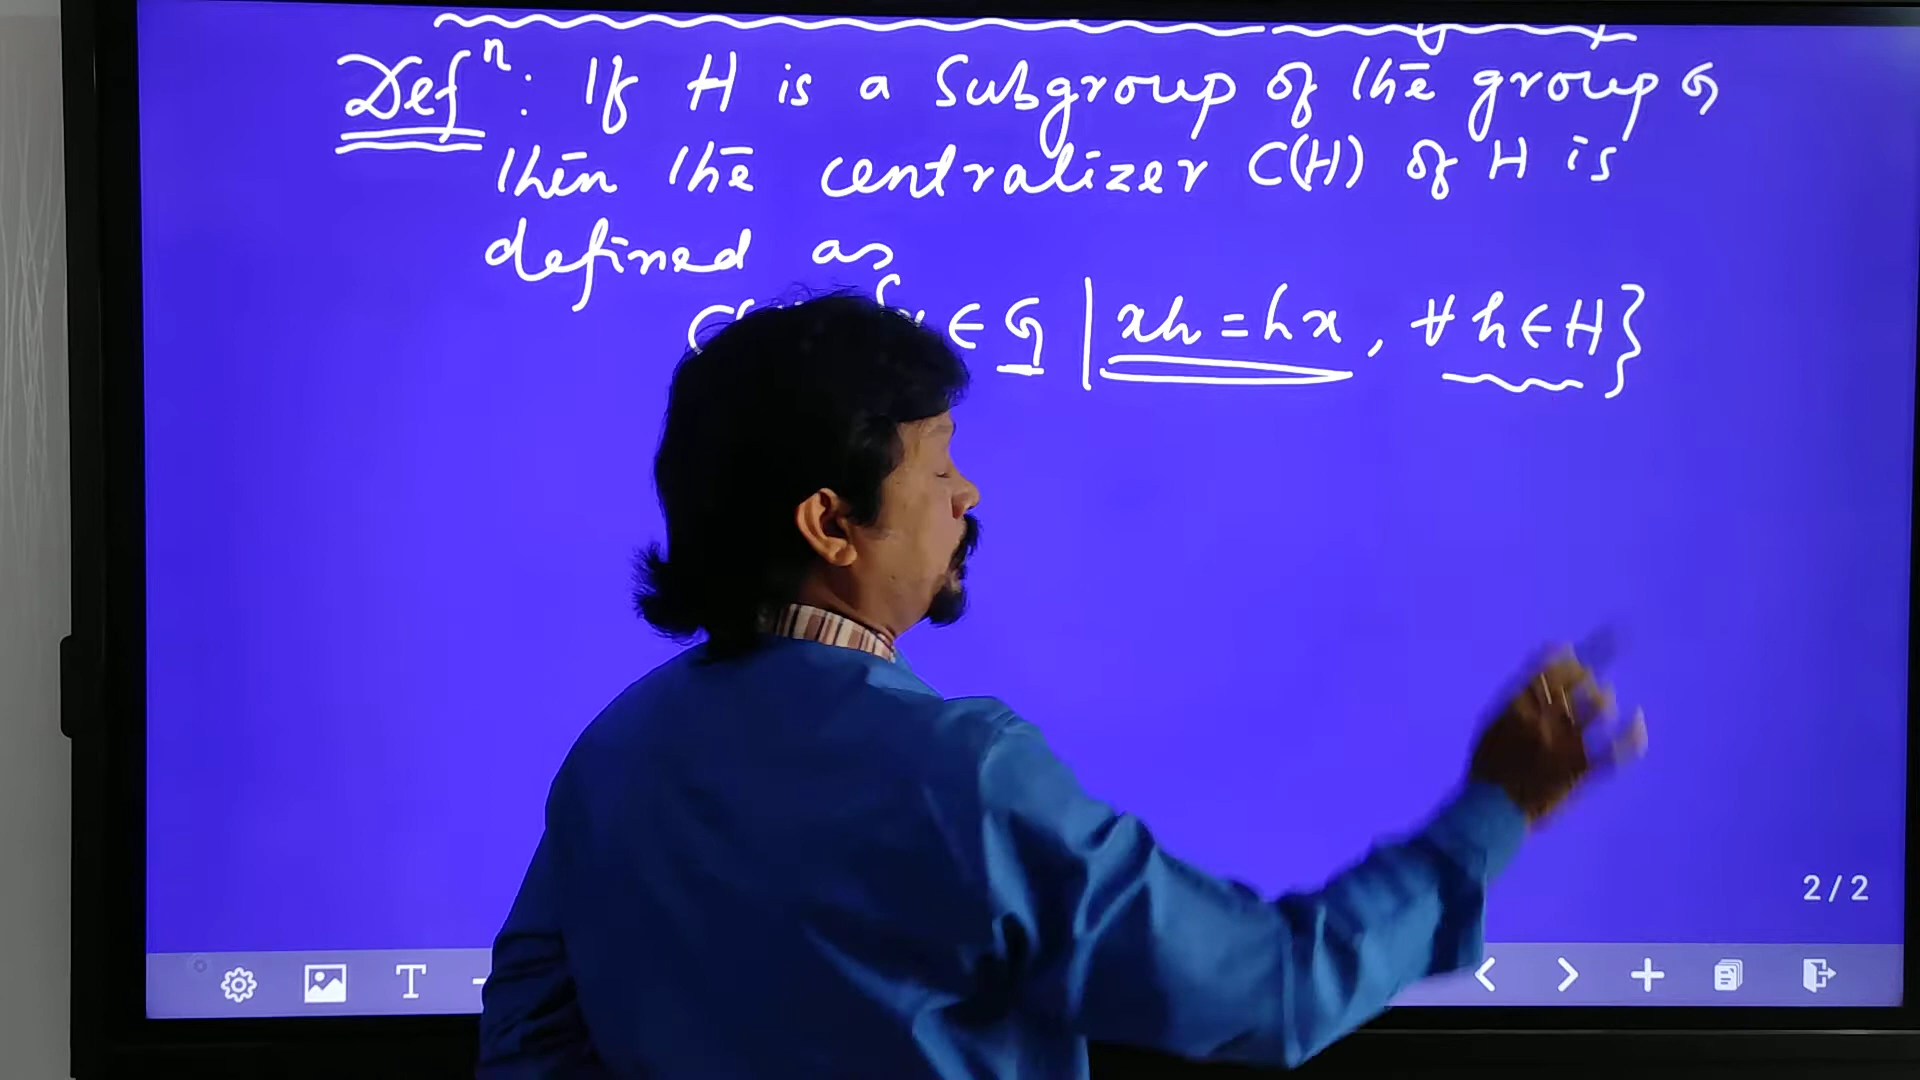 Defⁿ: If H is a Subgroup of the group G
then the centralizer C(H) of H is
defined as
∈ G | xh = hx, ∀ h ∈ H}
2/2
T